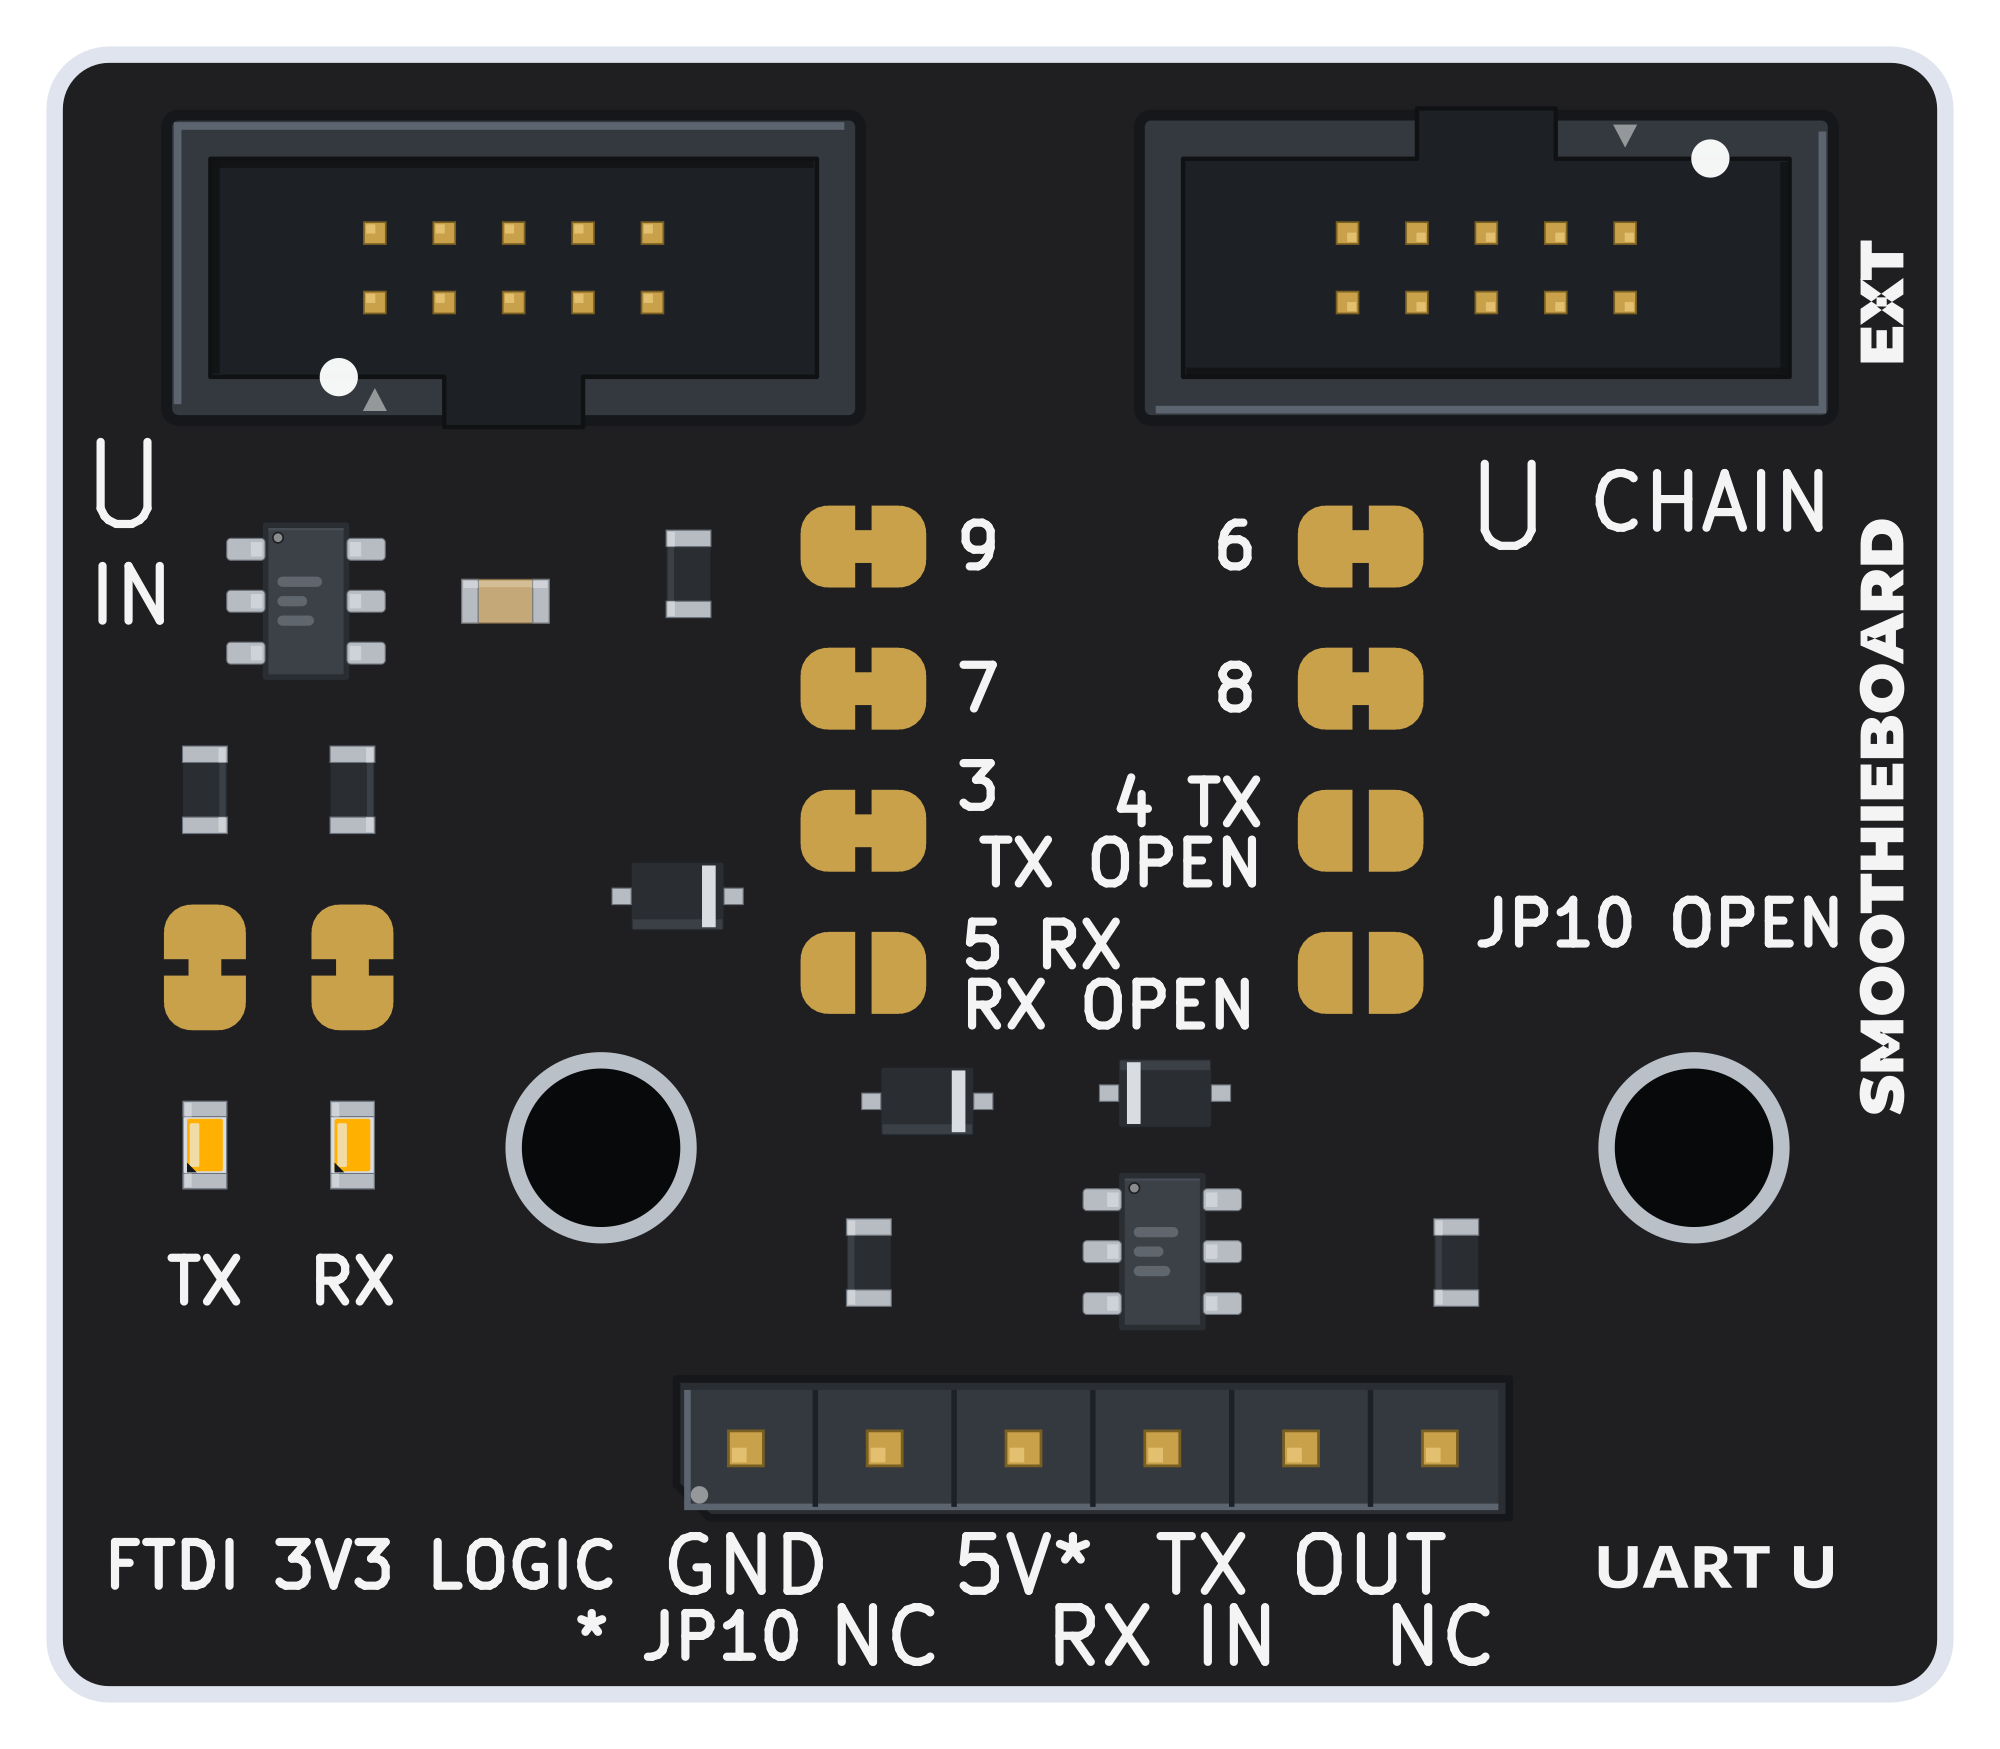 EXT
U
IN
U CHAIN
SMOOTHIEBOARD
9
6
7
8
3
4 TX
TX OPEN
5 RX
RX OPEN
JP10 OPEN
TX RX
FTDI 3V3 LOGIC
GND 5V* TX OUT
* JP10
NC RX IN NC
UART U